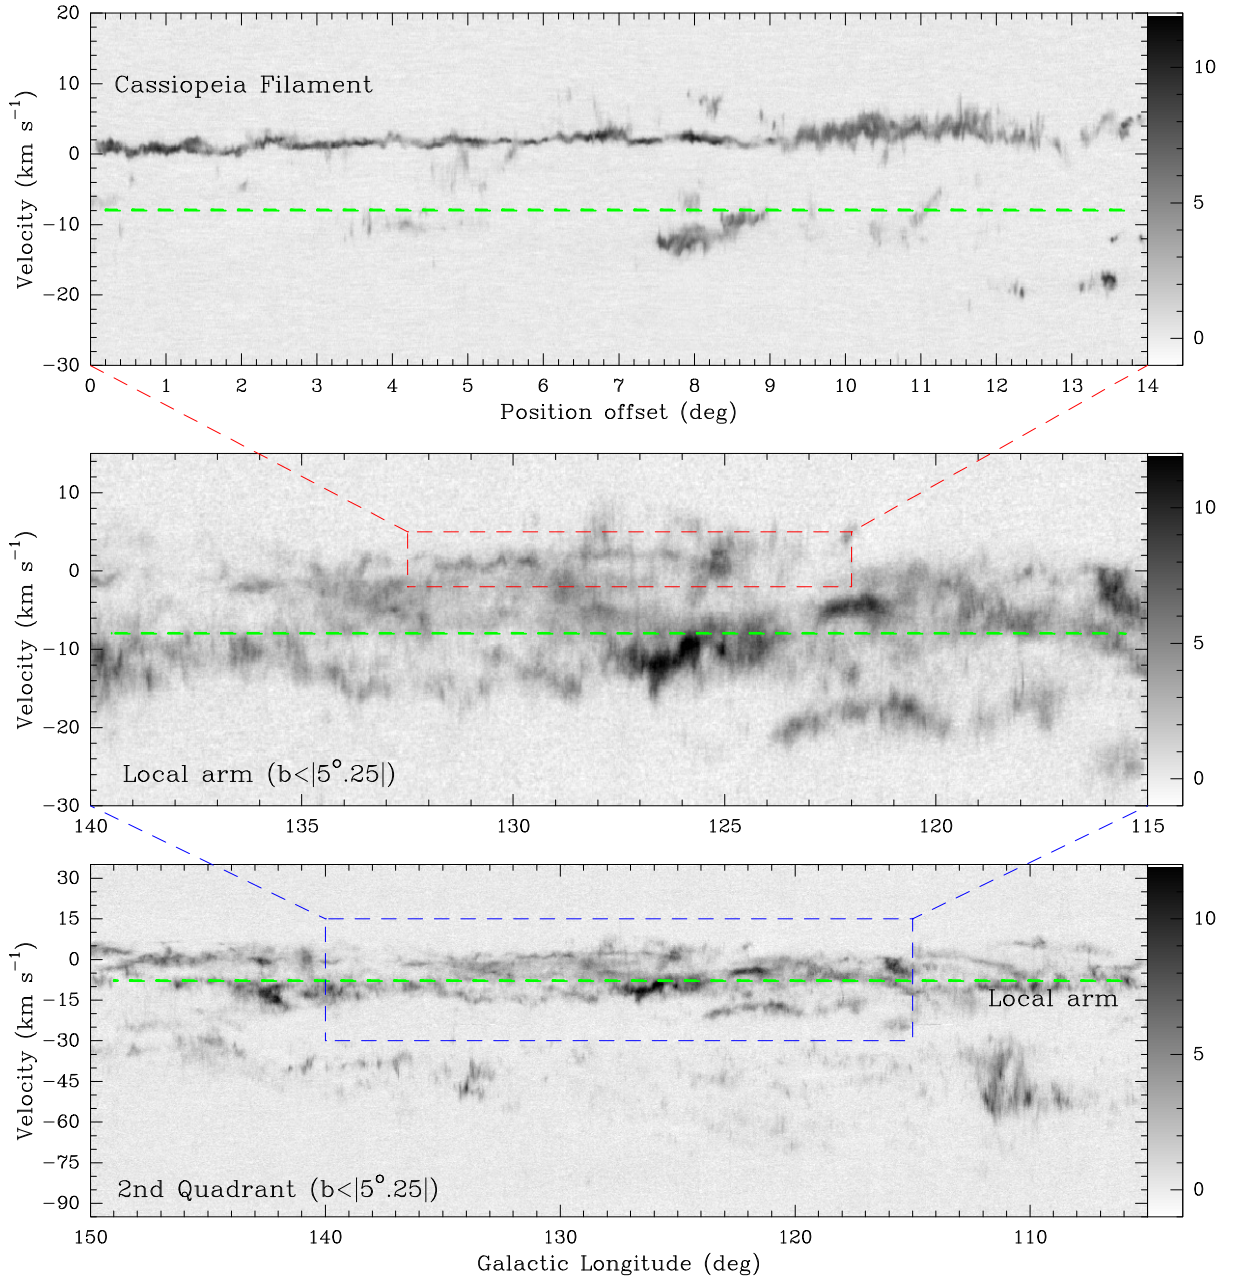 20
10
0
−10
−20
−30
Velocity (km s−1)
Cassiopeia Filament
10
5
0
0 1 2 3 4 5 6 7 8 9 10 11 12 13 14
Position offset (deg)
10
0
−10
−20
−30
Velocity (km s−1)
Local arm (b<|5°.25|)
10
5
0
140 135 130 125 120 115
30
15
0
−15
−30
−45
−60
−75
−90
Velocity (km s−1)
Local arm
2nd Quadrant (b<|5°.25|)
10
5
0
150 140 130 120 110
Galactic Longitude (deg)